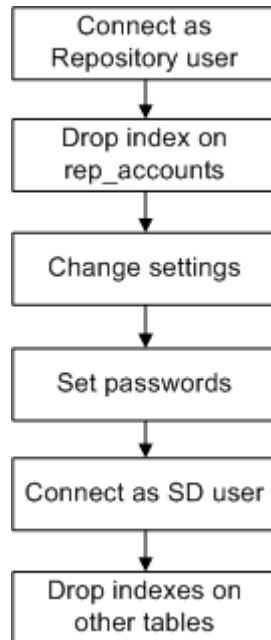 Connect as
Repository user
Drop index on
rep_accounts
Change settings
Set passwords
Connect as SD user
Drop indexes on
other tables